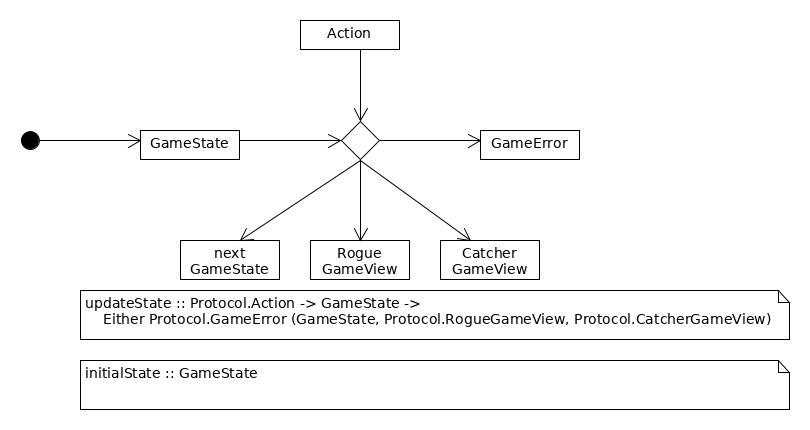 Action
GameState
GameError
next
GameState
Rogue
GameView
Catcher
GameView
updateState :: Protocol.Action -> GameState ->
Either Protocol.GameError (GameState, Protocol.RogueGameView, Protocol.CatcherGameView)
initialState :: GameState